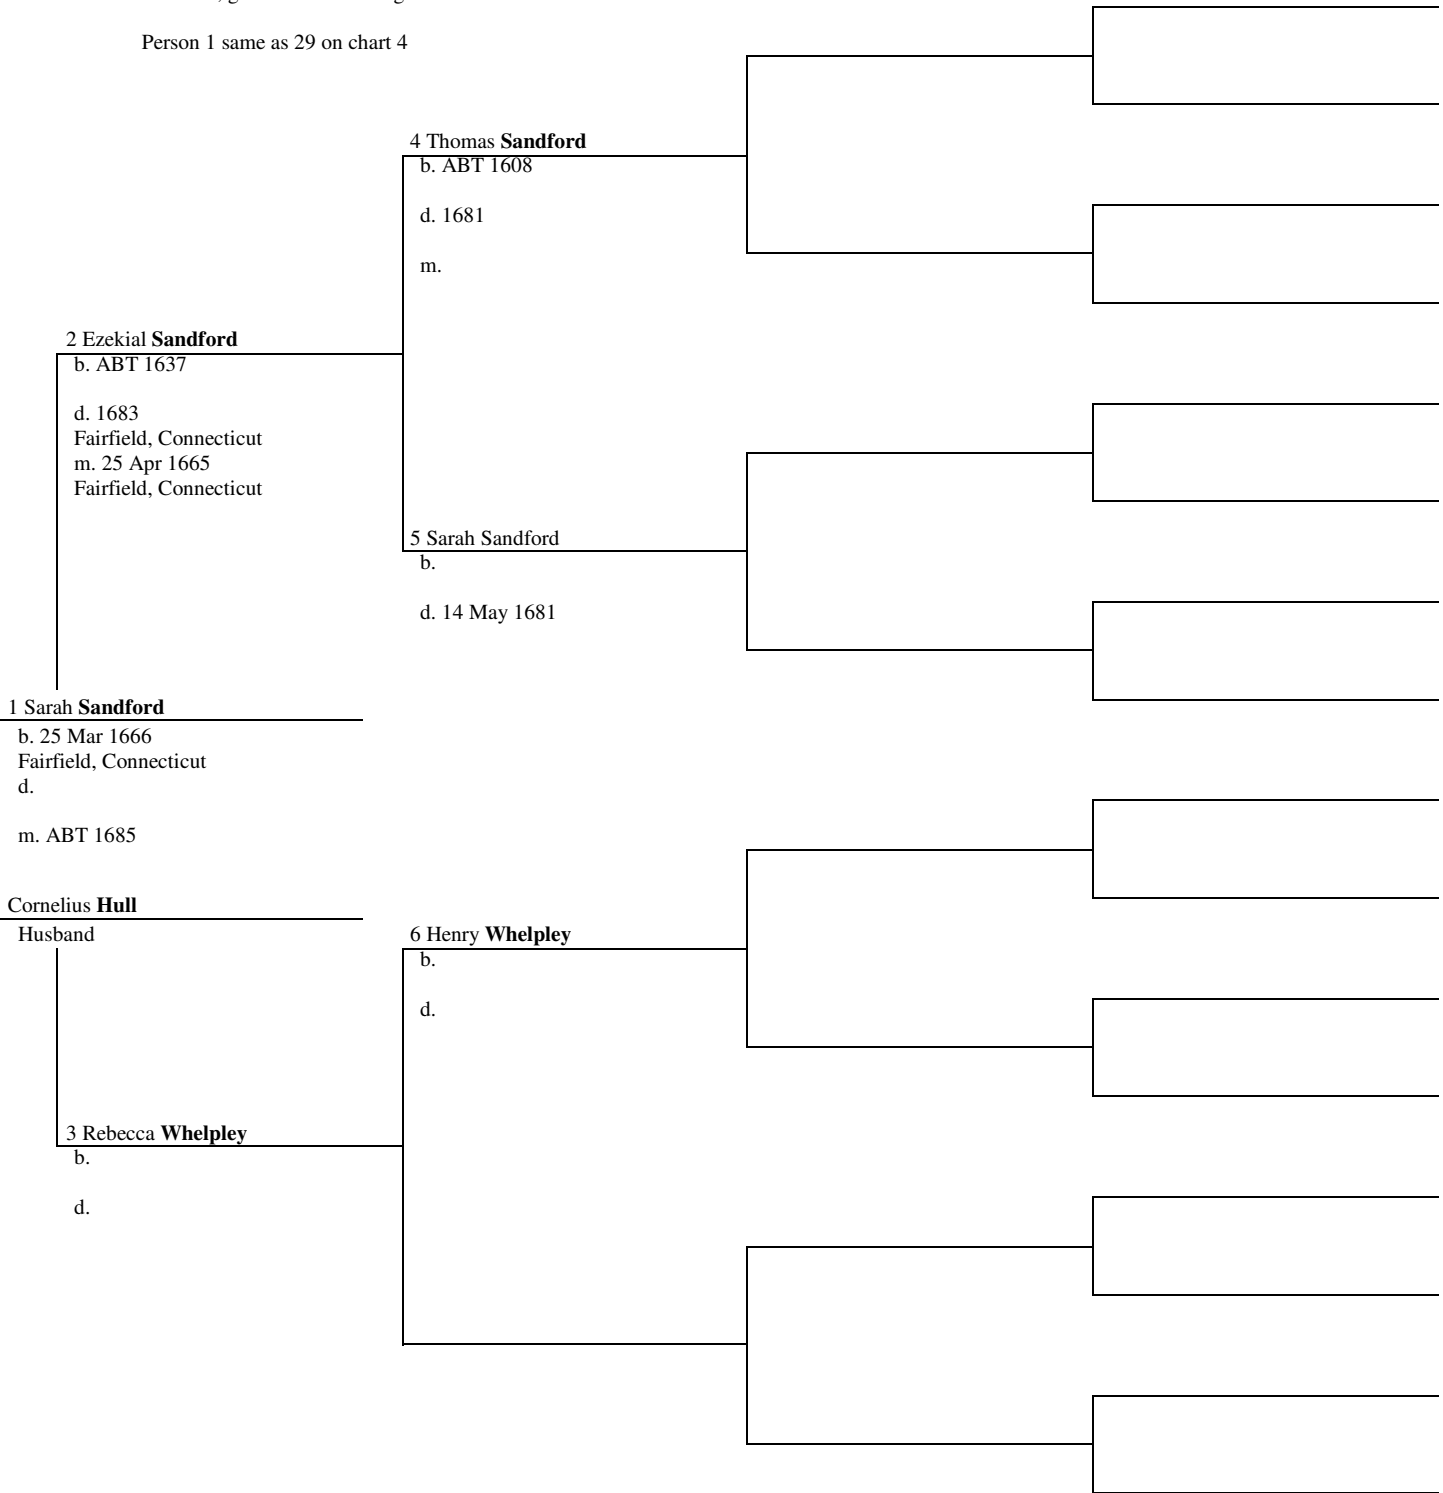 Person 1 same as 29 on chart 4
4 Thomas Sandford
b. ABT 1608
d. 1681
m.
2 Ezekial Sandford
b. ABT 1637
d. 1683
Fairfield, Connecticut
m. 25 Apr 1665
Fairfield, Connecticut
5 Sarah Sandford
b.
d. 14 May 1681
1 Sarah Sandford
b. 25 Mar 1666
Fairfield, Connecticut
d.
m. ABT 1685
Cornelius Hull
Husband
6 Henry Whelpley
b.
d.
3 Rebecca Whelpley
b.
d.